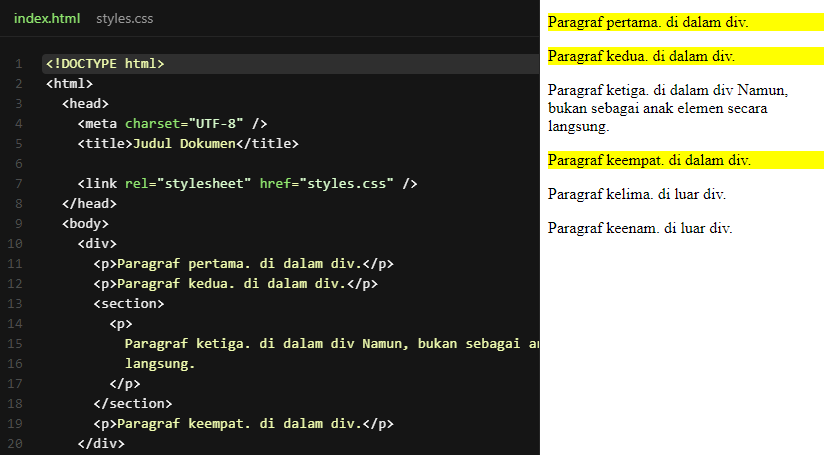 index.html styles.css
1 <!DOCTYPE html>
2 <html>
3 <head>
4 <meta charset="UTF-8" />
5 <title>Judul Dokumen</title>
6
7 <link rel="stylesheet" href="styles.css" />
8 </head>
9 <body>
10 <div>
11 <p>Paragraf pertama. di dalam div.</p>
12 <p>Paragraf kedua. di dalam div.</p>
13 <section>
14 <p>
15 Paragraf ketiga. di dalam div Namun, bukan sebagai
16 langsung.
17 </p>
18 </section>
19 <p>Paragraf keempat. di dalam div.</p>
20 </div>
Paragraf pertama. di dalam div.
Paragraf kedua. di dalam div.
Paragraf ketiga. di dalam div Namun,
bukan sebagai anak elemen secara
langsung.
Paragraf keempat. di dalam div.
Paragraf kelima. di luar div.
Paragraf keenam. di luar div.